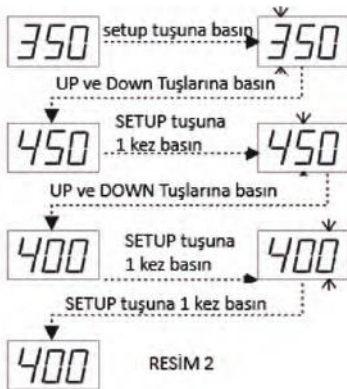 350 setup tuşuna basın 350
UP ve Down Tuşlarına basın
450 SETUP tuşuna 450
1 kez basın
UP ve DOWN Tuşlarına basın
400 SETUP tuşuna 400
1 kez basın
SETUP tuşuna 1 kez basın
400 RESİM 2